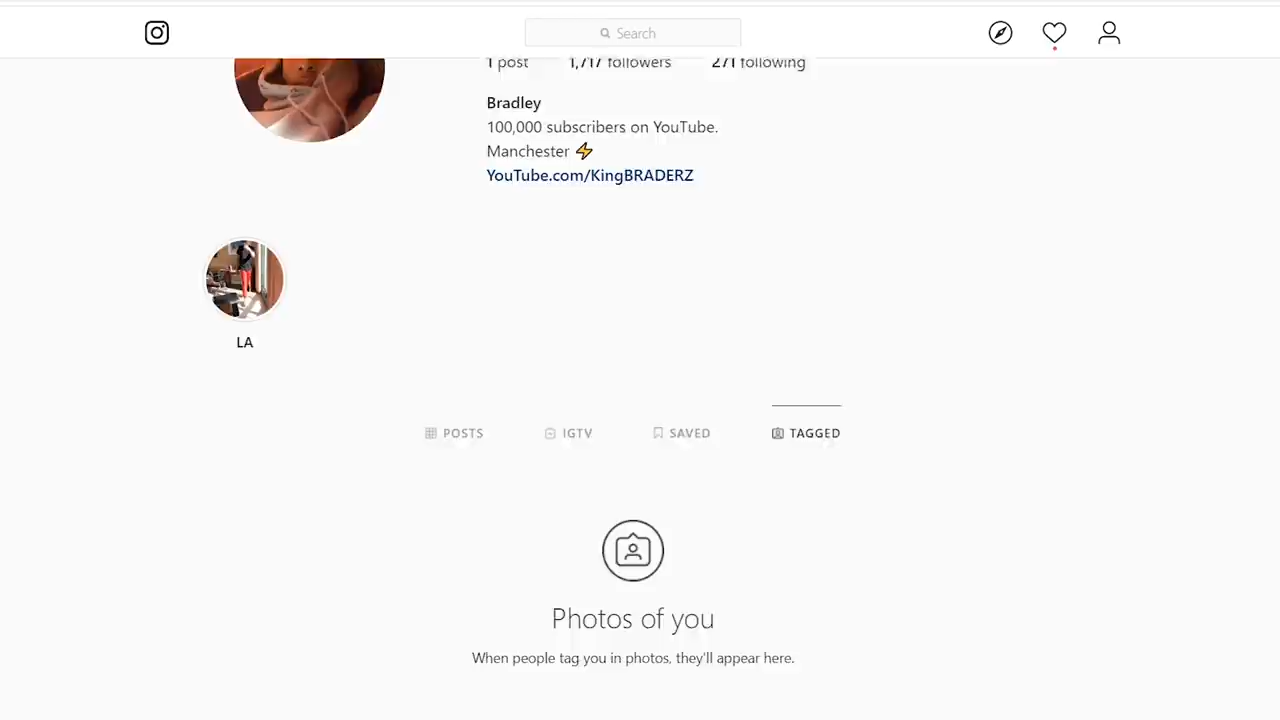 Search
1 post 1,717 followers 271 following
Bradley
100,000 subscribers on YouTube.
Manchester ⚡
YouTube.com/KingBRADERZ
LA
POSTS IGTV SAVED TAGGED
Photos of you
When people tag you in photos, they'll appear here.